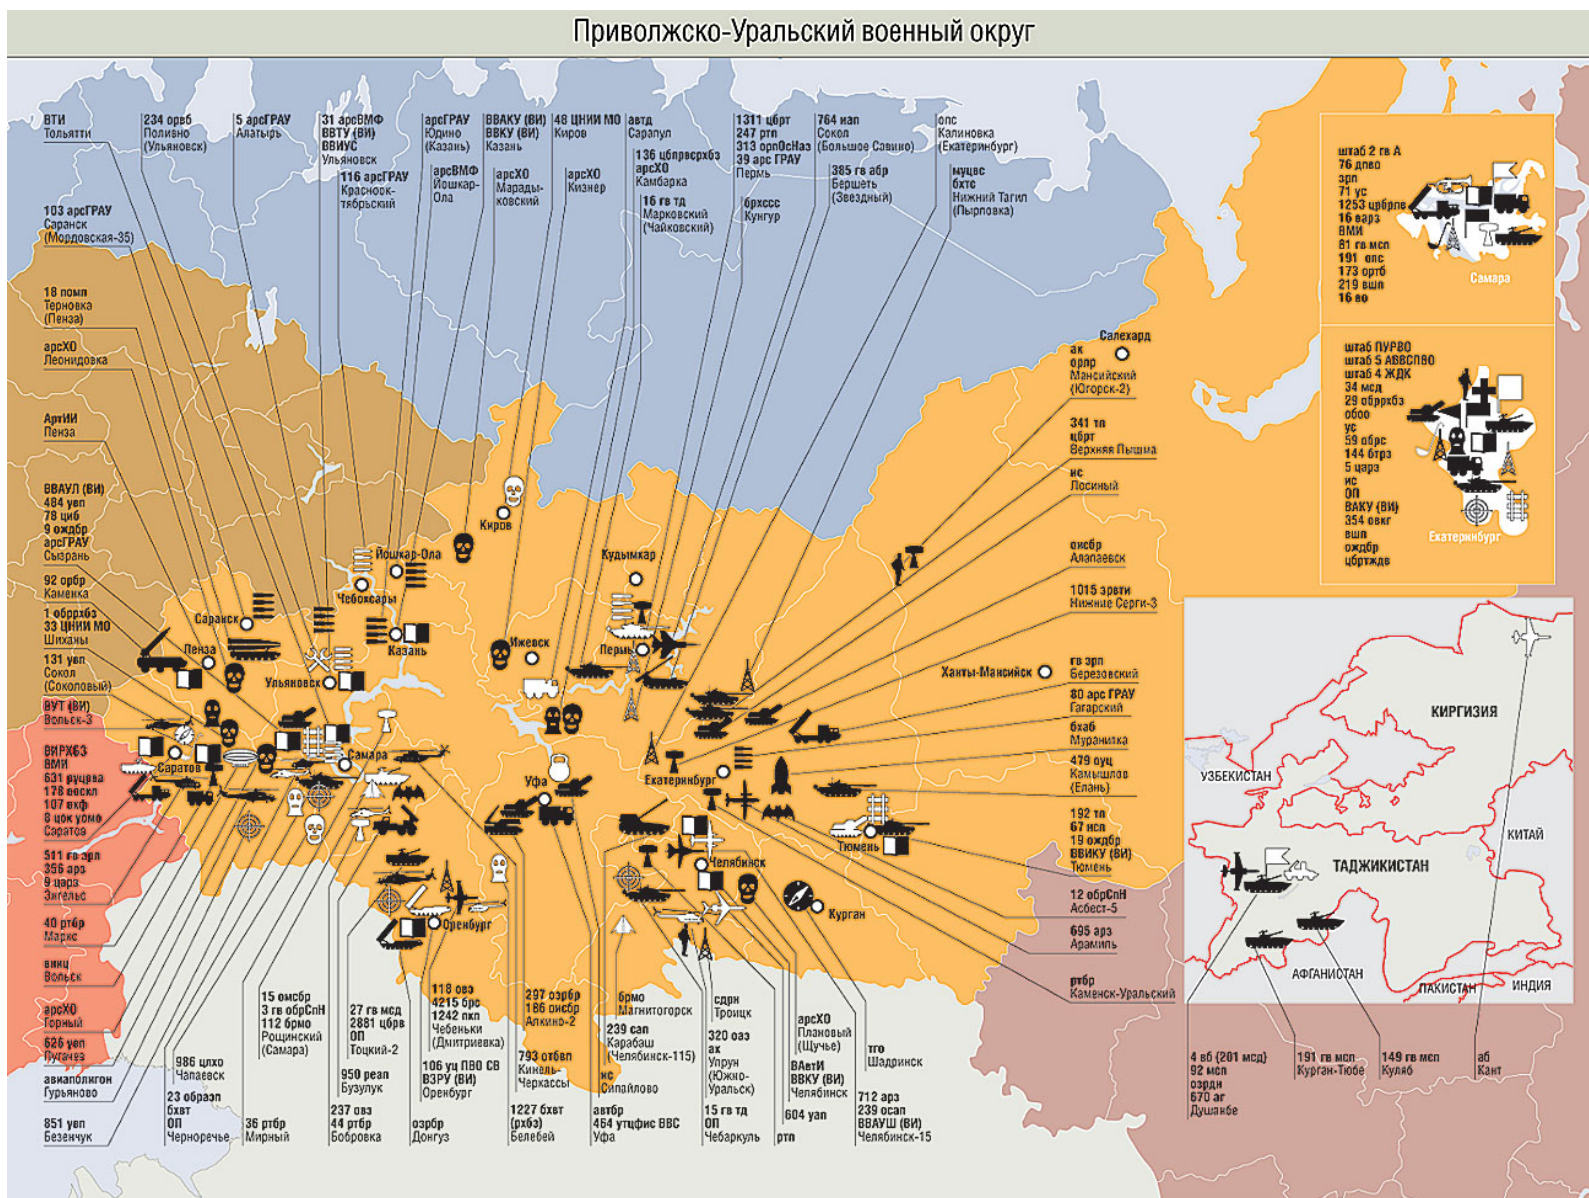 Приволжско-Уральский военный округ
ВТИ
Тольятти
234 орвб
Поливно
(Ульяновск)
5 арсГРАУ
Алатырь
31 арсВМФ
ВВТУ (ВИ)
ВВИУС
Ульяновск
116 арсГРАУ
Красноок-
тябрьский
арсГРАУ
Юдино
(Казань)
арсВМФ
Йошкар-
Ола
ВВАКУ (ВИ)
ВВКУ (ВИ)
Казань
арсХО
Марады-
ковский
48 ЦНИИ МО
Киров
арсХО
Кизнер
автд
Сарапул
136 цбпрвсрхбз
арсХО
Камбарка
16 гв тд
Марковский
(Чайковский)
1311 цбрт
247 ртп
313 орпОсНаз
39 арс ГРАУ
Пермь
брхссс
Кунгур
764 иап
Сокол
(Большое Савино)
385 гв абр
Бершеть
(Звездный)
опс
Калиновка
(Екатеринбург)
муцвс
бхтс
Нижний Тагил
(Пырловка)
103 арсГРАУ
Саранск
(Мордовская-35)
18 помп
Терновка
(Пенза)
арсХО
Леонидовка
АртИИ
Пенза
ВВАУЛ (ВИ)
484 увп
78 циб
9 ождбр
арсГРАУ
Сызрань
92 орбр
Каменка
1 обррхбз
33 ЦНИИ МО
Шиханы
131 увп
Сокол
(Соколовый)
ВУТ (ВИ)
Вольск-3
ВИРХБЗ
ВМИ
631 руцрва
178 воскл
107 вкф
8 цок уомо
Саратов
511 гв зрп
356 арз
9 царз
Энгельс
40 ртбр
Маркс
Вольск
арсХО
Горный
626 увп
Пугачев
авиаполигон
Гурьяново
851 увп
Безенчук
986 цлхо
Чапаевск
23 обраэп
бхвт
ОП
Черноречье
15 омсбр
3 гв обрСпН
112 брмо
Рощинский
(Самара)
36 ртбр
Мирный
27 гв мсд
2881 цбрв
ОП
Тоцкий-2
950 реап
Бузулук
237 овэ
44 ртбр
Бобровка
118 овэ
4215 брс
1242 пкп
Чебеньки
(Дмитриевка)
106 уц ПВО СВ
ВЗРУ (ВИ)
Оренбург
озрбр
Донгуз
297 озрбр
186 оисбр
Алкино-2
793 отбвп
Кинель-
Черкассы
1227 бхвт
(рхбз)
Белебей
брмо
Магнитогорск
239 сап
Карабаш
(Челябинск-115)
ис
Сипайлово
автбр
464 утцфис ВВС
Уфа
сдрн
Троицк
320 оаэ
ак
Упрун
(Южно-
Уральск)
15 гв тд
ОП
Чебаркуль
арсХО
Плановый
(Щучье)
ВАвтИ
ВВКУ (ВИ)
Челябинск
604 уап
ртп
тго
Шадринск
712 арз
239 осап
ВВАУШ (ВИ)
Челябинск-15
Салехард
ак
орлр
Мансийский
(Югорск-2)
341 тп
цбрт
Верхняя Пышма
ис
Лосиный
оисбр
Алапаевск
1015 зрвти
Нижние Серги-3
гв зрп
Березовский
80 арс ГРАУ
Гагарский
бхаб
Муранитка
479 оуц
Камышлов
(Елань)
192 тп
67 исп
19 ождбр
ВВИКУ (ВИ)
Тюмень
12 обрСпН
Асбест-5
695 арз
Арамиль
ртбр
Каменск-Уральский
Киров
Йошкар-Ола
Чебоксары
Саранск
Казань
Пенза
Ульяновск
Кудымкар
Ижевск
Пермь
Ханты-Мансийск
Саратов
Самара
Уфа
Екатеринбург
Тюмень
Челябинск
Курган
Оренбург
штаб 2 гв А
76 дпво
зрп
71 ус
1253 црбрлс
16 варз
ВМИ
81 гв мсп
191 опс
173 ортб
219 вшп
16 во
Самара
штаб ПУРВО
штаб 5 АВВСПВО
штаб 4 ЖДК
34 мсд
29 обррхбз
обоо
ус
59 обрс
144 бтрз
5 царз
ис
ОП
ВАКУ (ВИ)
354 овкг
вшп
ождбр
цбртждв
Екатеринбург
КИРГИЗИЯ
УЗБЕКИСТАН
КИТАЙ
ТАДЖИКИСТАН
АФГАНИСТАН
ПАКИСТАН
ИНДИЯ
4 вб (201 мсд)
92 мсп
озрдн
670 аг
Душанбе
191 гв мсп
Курган-Тюбе
149 гв мсп
Куляб
аб
Кант